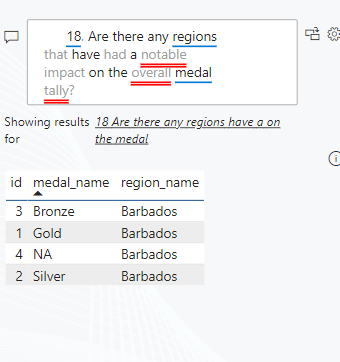 18. Are there any regions
that have had a notable
impact on the overall medal
tally?
Showing results 18 Are there any regions have a on
for the medal
id medal_name region_name
3 Bronze Barbados
1 Gold Barbados
4 NA Barbados
2 Silver Barbados